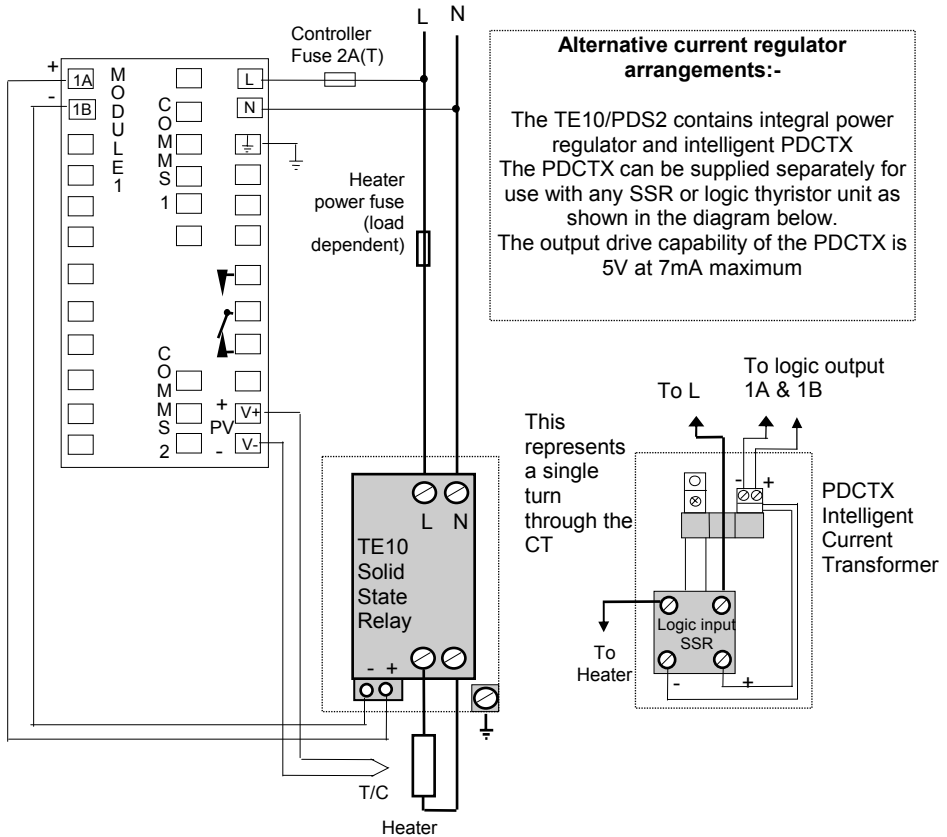 L N
Controller
Fuse 2A(T)
+
1A
-
1B
MODULE1
COMMS 1
L
N
Heater
power fuse
(load
dependent)
COMMS 2
+
PV
-
V+
V-
Alternative current regulator
arrangements:-
The TE10/PDS2 contains integral power
regulator and intelligent PDCTX
The PDCTX can be supplied separately for
use with any SSR or logic thyristor unit as
shown in the diagram below.
The output drive capability of the PDCTX is
5V at 7mA maximum
L N
TE10
Solid
State
Relay
- +
T/C
Heater
This
represents
a single
turn
through the
CT
To L
To logic output
1A & 1B
- +
PDCTX
Intelligent
Current
Transformer
Logic input
SSR
- +
To
Heater